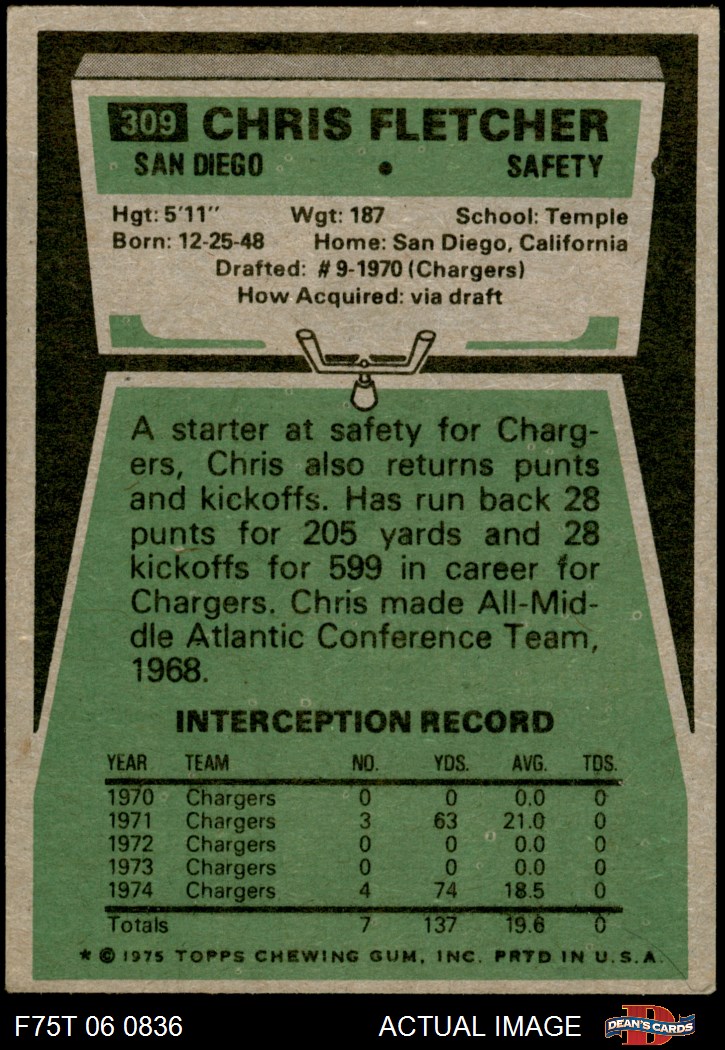 309 CHRIS FLETCHER
SAN DIEGO • SAFETY
Hgt: 5'11" Wgt: 187 School: Temple
Born: 12-25-48 Home: San Diego, California
Drafted: #9-1970 (Chargers)
How Acquired: via draft
A starter at safety for Charg-
ers, Chris also returns punts
and kickoffs. Has run back 28
punts for 205 yards and 28
kickoffs for 599 in career for
Chargers. Chris made All-Mid-
dle Atlantic Conference Team,
1968.
INTERCEPTION RECORD
YEAR TEAM NO. YDS. AVG. TDS.
1970 Chargers 0 0 0.0 0
1971 Chargers 3 63 21.0 0
1972 Chargers 0 0 0.0 0
1973 Chargers 0 0 0.0 0
1974 Chargers 4 74 18.5 0
Totals 7 137 19.6 0
* © 1975 TOPPS CHEWING GUM, INC. PRTD IN U.S.A.
F75T 06 0836 ACTUAL IMAGE DEAN'S CARDS